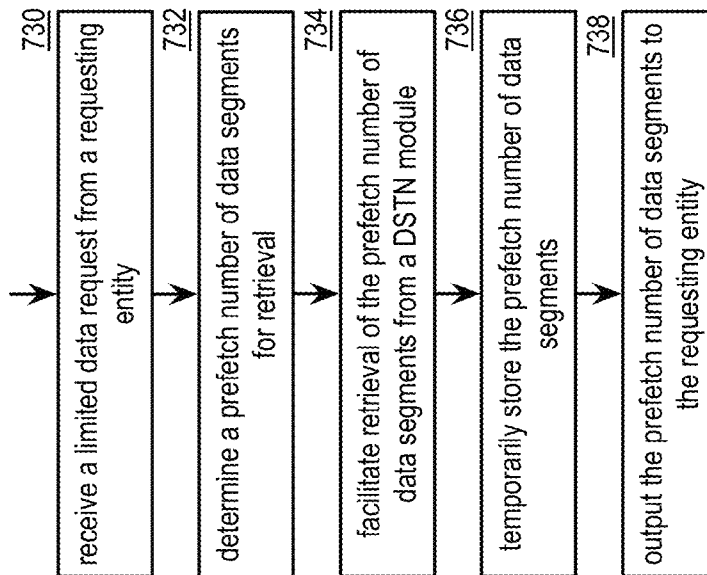 730
receive a limited data request from a requesting
entity
732
determine a prefetch number of data segments
for retrieval
734
facilitate retrieval of the prefetch number of
data segments from a DSTN module
736
temporarily store the prefetch number of data
segments
738
output the prefetch number of data segments to
the requesting entity